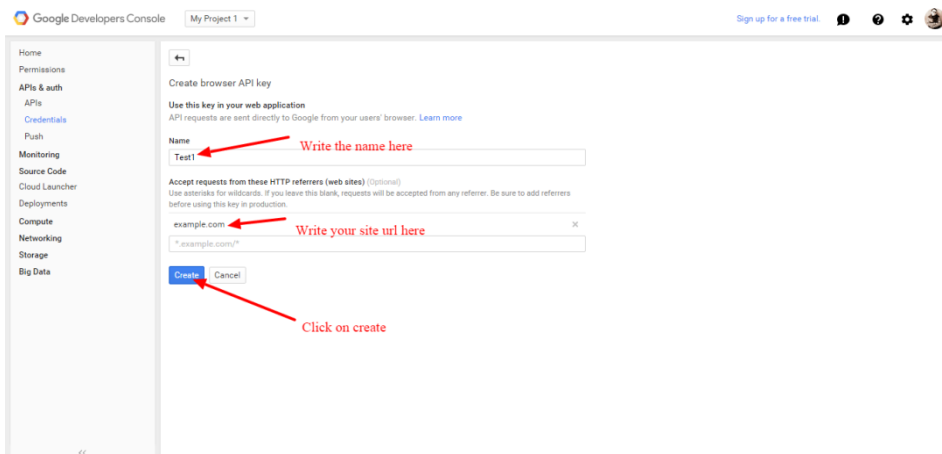 Google Developers Console My Project 1 Sign up for a free trial.
Home
Permissions
APIs & auth
APIs
Credentials
Push
Monitoring
Source Code
Cloud Launcher
Deployments
Compute
Networking
Storage
Big Data
Create browser API key
Use this key in your web application
API requests are sent directly to Google from your users' browser. Learn more
Name
Write the name here
Test1
Accept requests from these HTTP referrers (web sites) (Optional)
Use asterisks for wildcards. If you leave this blank, requests will be accepted from any referrer. Be sure to add referrers
before using this key in production.
example.com
Write your site url here
*.example.com/*
Create Cancel
Click on create